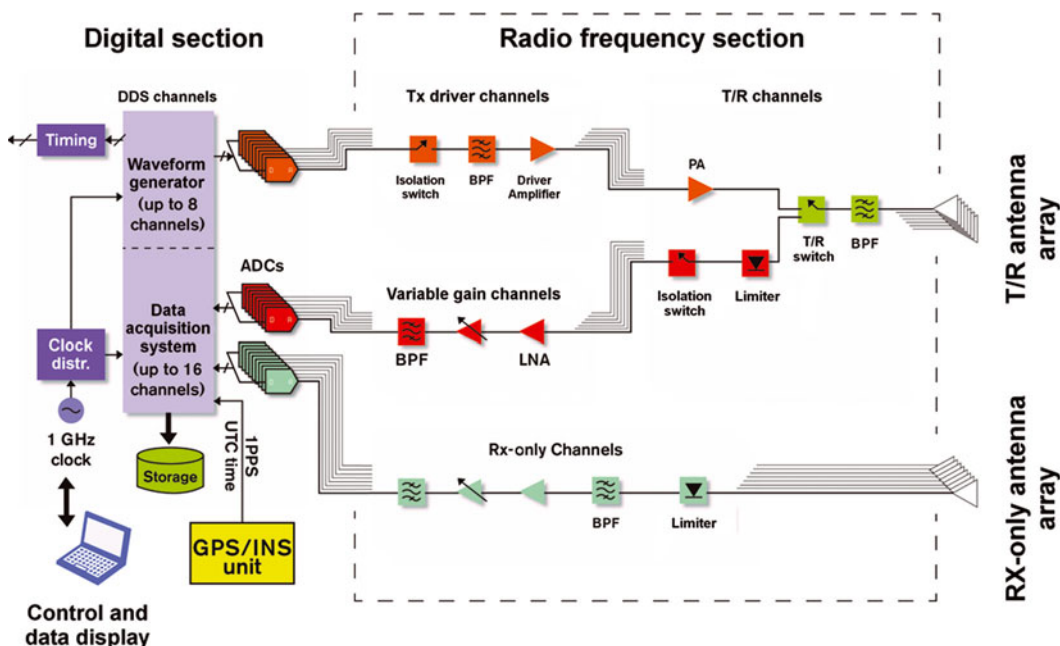 Digital section
Radio frequency section
DDS channels
Tx driver channels
T/R channels
Timing
Waveform
generator
(up to 8
channels)
D
R
Isolation
switch
BPF
Driver
Amplifier
PA
T/R
switch
BPF
T/R antenna
array
ADCs
Variable gain channels
Isolation
switch
Limiter
Data
acquisition
system
(up to 16
channels)
BPF
LNA
Clock
distr.
1 GHz
clock
Storage
1PPS
UTC time
Rx-only Channels
BPF
Limiter
RX-only antenna
array
GPS/INS
unit
Control and
data display